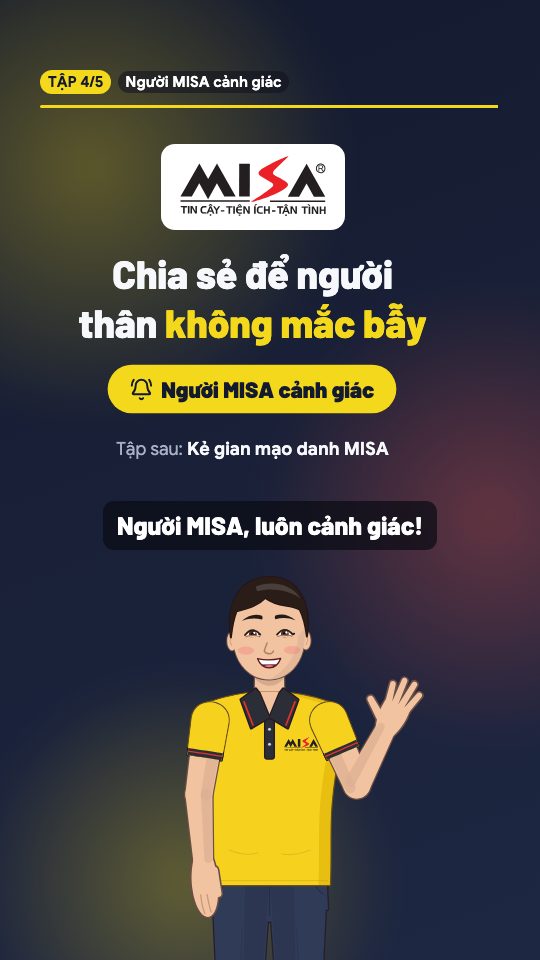 TẬP 4/5 Người MISA cảnh giác
MISA®
TIN CẬY-TIỆN ÍCH-TẬN TÌNH
Chia sẻ để người
thân không mắc bẫy
Người MISA cảnh giác
Tập sau: Kẻ gian mạo danh MISA
Người MISA, luôn cảnh giác!
MISA